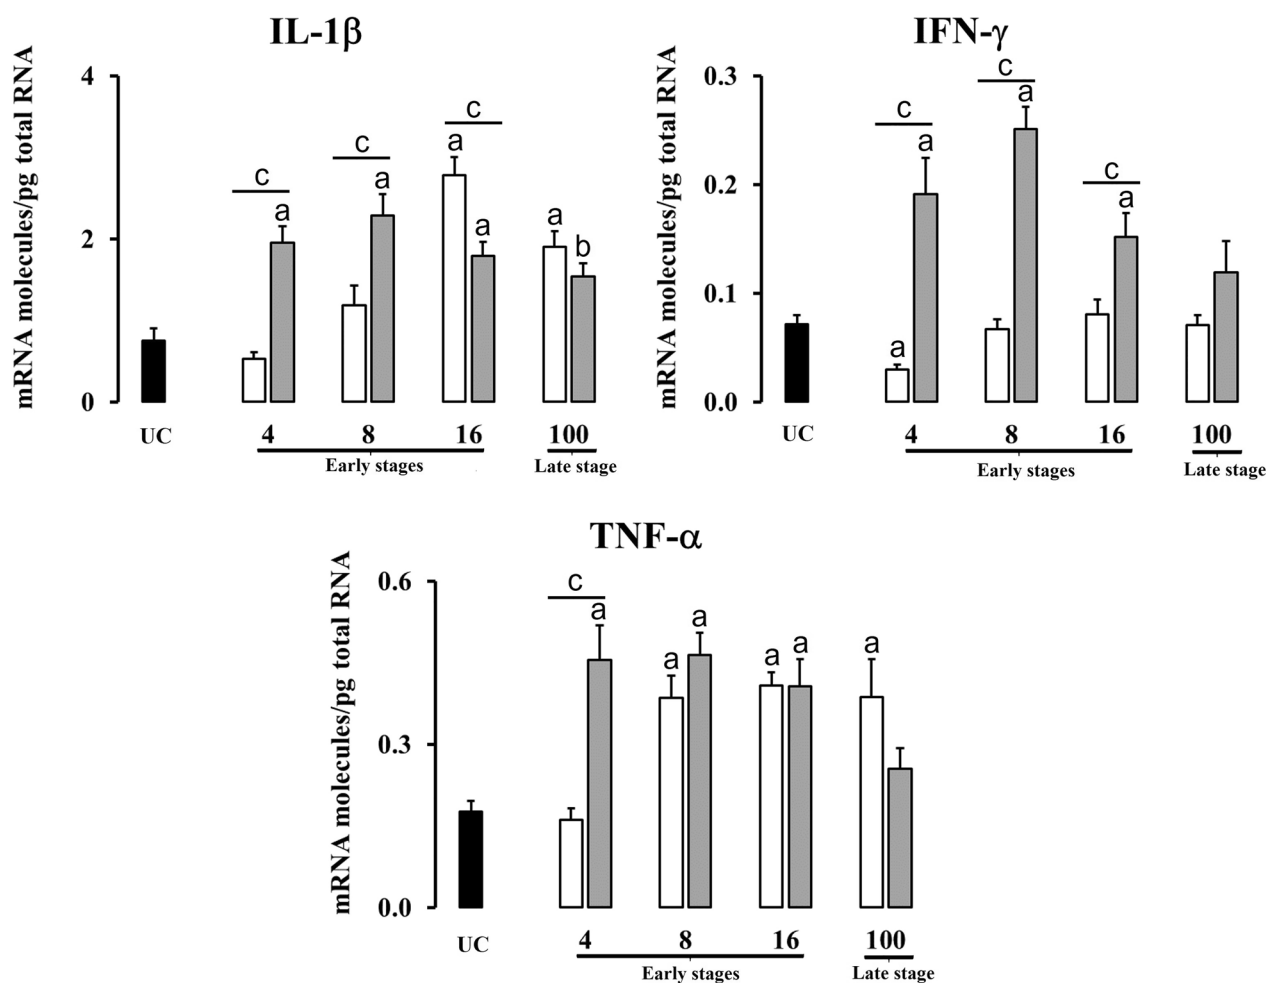 IL-1β
mRNA molecules/pg total RNA
4
2
0
c
a
c
a
c
a
a
a
b
UC
4
8
16
100
Early stages
Late stage
IFN-γ
mRNA molecules/pg total RNA
0.3
0.2
0.1
0.0
a
c
a
c
a
c
a
UC
4
8
16
100
Early stages
Late stage
TNF-α
mRNA molecules/pg total RNA
0.6
0.3
0.0
c
a
a
a
a
a
a
UC
4
8
16
100
Early stages
Late stage